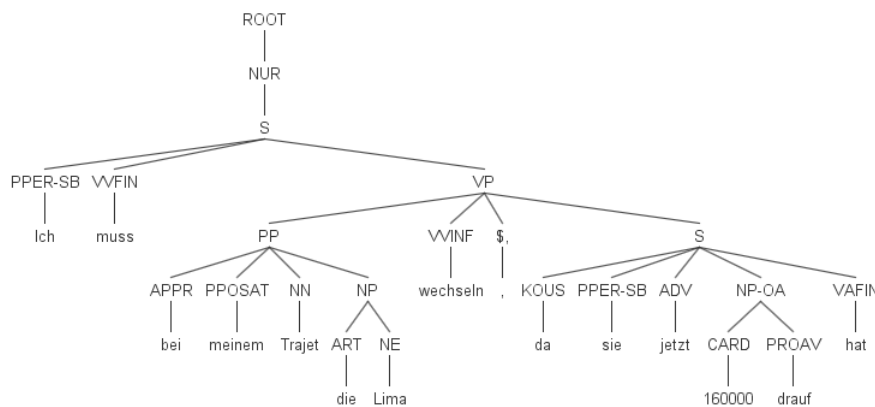 ROOT
NUR
S
PPER-SB VVFIN VP
Ich muss PP VVINF $, S
APPR PPOSAT NN NP wechseln , KOUS PPER-SB ADV NP-OA VAFIN
bei meinem Trajet ART NE da sie jetzt CARD PROAV hat
die Lima 160000 drauf